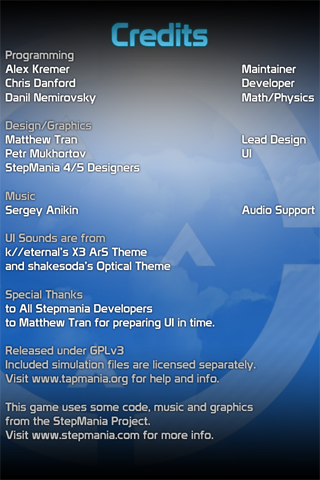 Credits
Programming
Alex Kremer Maintainer
Chris Danford Developer
Danil Nemirovsky Math/Physics
Design/Graphics
Matthew Tran Lead Design
Petr Mukhortov UI
StepMania 4/5 Designers
Music
Sergey Anikin Audio Support
UI Sounds are from
k//eternal's X3 ArS Theme
and shakesoda's Optical Theme
Special Thanks
to All Stepmania Developers
to Matthew Tran for preparing UI in time.
Released under GPLv3
Included simulation files are licensed separately.
Visit www.tapmania.org for help and info.
This game uses some code, music and graphics
from the StepMania Project.
Visit www.stepmania.com for more info.